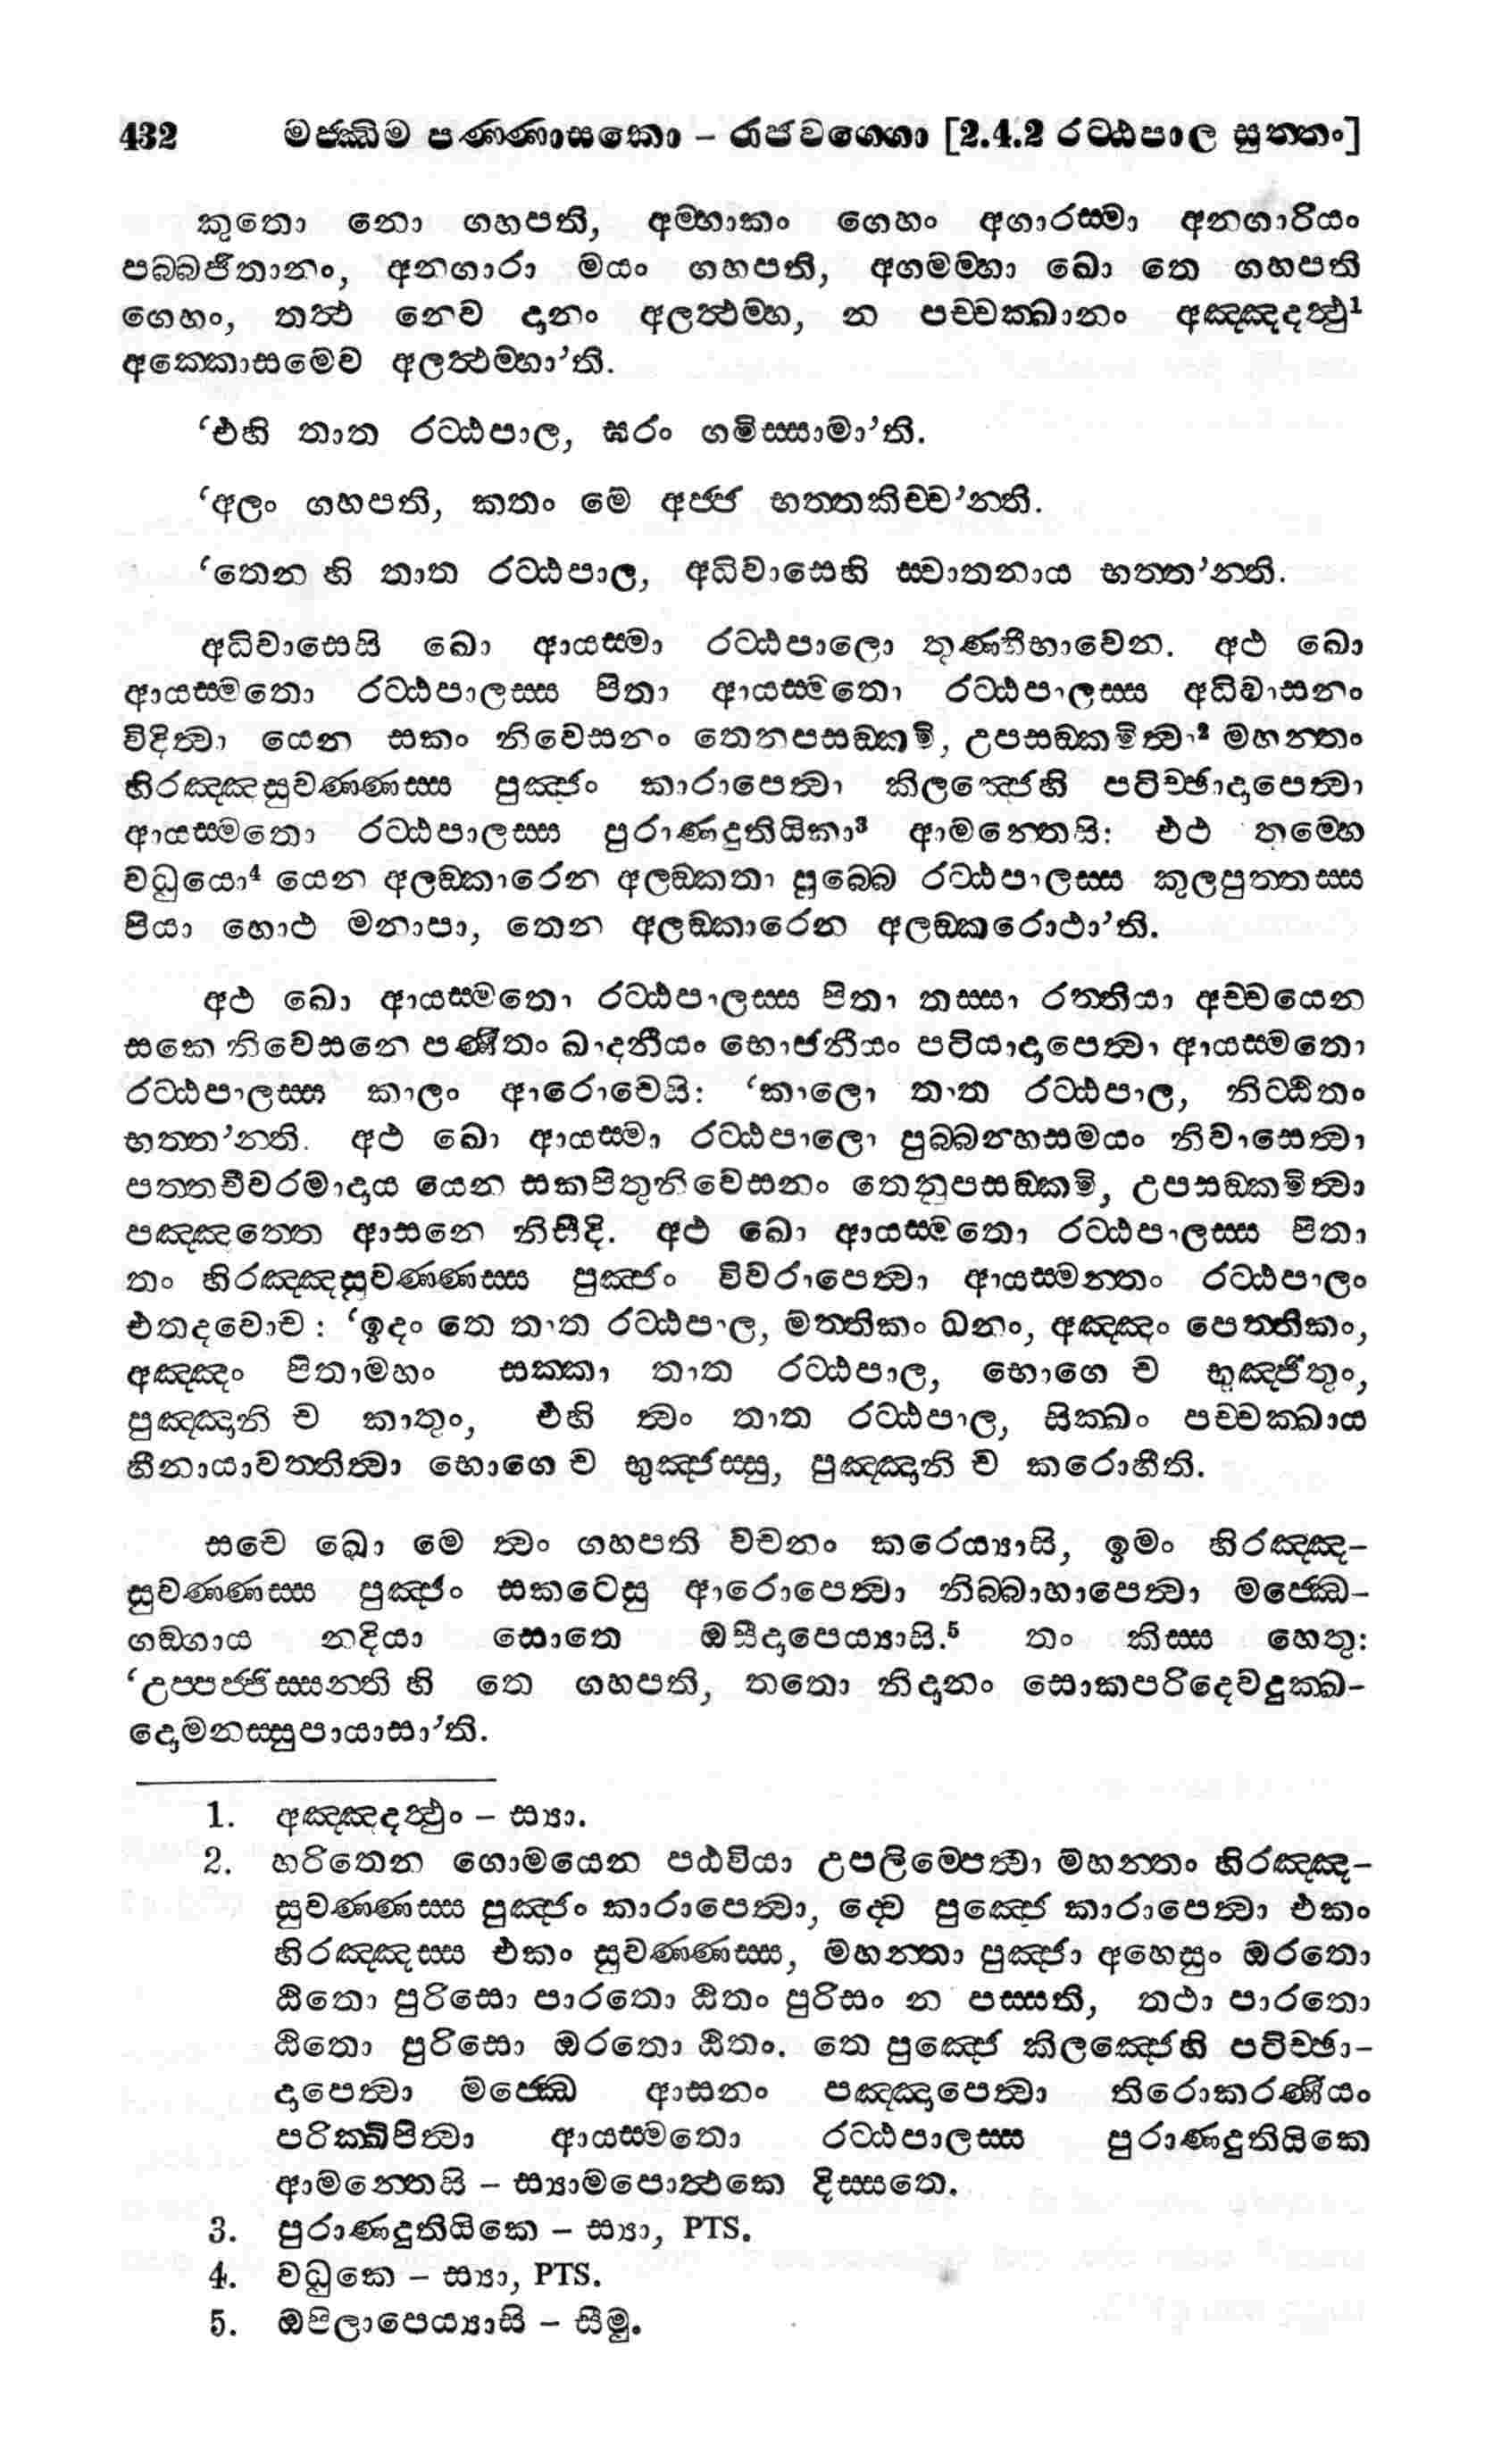 432 මජ්ඣිම පණ්ණාසකො – රාජවග්ගො [2.4.2 රට්ඨපාල සුත්තං]
කුතො නො ගහපති, අම්හාකං ගෙහං අගාරස්මා අනගාරියං
පබ්බජිතානං, අනගාරා මයං ගහපති, අගමම්හා ඛො තෙ ගහපති
ගෙහං, තත්ථ නෙව දානං අලත්ථම්හ, න පච්චක්ඛානං අඤ්ඤදත්ථු¹
අක්කොසමෙව අලත්ථම්හා’ති.
‘එහි තාත රට්ඨපාල, ඝරං ගමිස්සාමා’ති.
‘අලං ගහපති, කතං මෙ අජ්ජ භත්තකිච්ච’න්ති.
‘තෙන හි තාත රට්ඨපාල, අධිවාසෙහි ස්වාතනාය භත්ත’න්ති.
අධිවාසෙසි ඛො ආයස්මා රට්ඨපාලො තුණ්හීභාවෙන. අථ ඛො
ආයස්මතො රට්ඨපාලස්ස පිතා ආයස්මතො රට්ඨපාලස්ස අධිවාසනං
විදිත්වා යෙන සකං නිවෙසනං තෙනපසඞ්කමි, උපසඞ්කමිත්වා² මහන්තං
හිරඤ්ඤසුවණ්ණස්ස පුඤ්ජං කාරාපෙත්වා කිලඤ්ජෙහි පටිච්ඡාදාපෙත්වා
ආයස්මතො රට්ඨපාලස්ස පුරාණදුතියිකා³ ආමන්තෙසි: එථ තුම්හෙ
වධුයො⁴ යෙන අලඞ්කාරෙන අලඞ්කතා පුබ්බෙ රට්ඨපාලස්ස කුලපුත්තස්ස
පියා හොථ මනාපා, තෙන අලඞ්කාරෙන අලඞ්කරොථා’ති.
අථ ඛො ආයස්මතො රට්ඨපාලස්ස පිතා තස්සා රත්තියා අච්චයෙන
සකෙ නිවෙසනෙ පණීතං ඛාදනීයං භොජනීයං පටියාදාපෙත්වා ආයස්මතො
රට්ඨපාලස්ස කාලං ආරොචෙසි: ‘කාලො තාත රට්ඨපාල, නිට්ඨිතං
භත්ත’න්ති. අථ ඛො ආයස්මා රට්ඨපාලො පුබ්බන්හසමයං නිවාසෙත්වා
පත්තචීවරමාදාය යෙන සකපිතුනිවෙසනං තෙනුපසඞ්කමි, උපසඞ්කමිත්වා
පඤ්ඤත්තෙ ආසනෙ නිසීදි. අථ ඛො ආයස්මතො රට්ඨපාලස්ස පිතා
තං හිරඤ්ඤසුවණ්ණස්ස පුඤ්ජං විවරාපෙත්වා ආයස්මන්තං රට්ඨපාලං
එතදවොච : ‘ඉදං තෙ තාත රට්ඨපාල, මත්තිකං ධනං, අඤ්ඤං පෙත්තිකං,
අඤ්ඤං පිතාමහං සක්කා තාත රට්ඨපාල, භොගෙ ච භුඤ්ජිතුං,
පුඤ්ඤානි ච කාතුං, එහි ත්වං තාත රට්ඨපාල, සික්ඛං පච්චක්ඛාය
හීනායාවත්තිත්වා භොගෙ ච භුඤ්ජස්සු, පුඤ්ඤානි ච කරොහීති.
සචෙ ඛො මෙ ත්වං ගහපති වචනං කරෙය්‍යාසි, ඉමං හිරඤ්ඤ-
සුවණ්ණස්ස පුඤ්ජං සකටෙසු ආරොපෙත්වා නිබ්බාහාපෙත්වා මජ්ඣෙ-
ගඞ්ගාය නදියා සොතෙ ඔසීදාපෙය්‍යාසි.⁵ තං කිස්ස හෙතු:
‘උප්පජ්ජිස්සන්ති හි තෙ ගහපති, තතො නිදානං සොකපරිදෙවදුක්ඛ-
දොමනස්සුපායාසා’ති.
1. අඤ්ඤදත්ථුං – ස්‍යා.
2. හරිතෙන ගොමයෙන පඨවියා උපලිම්පෙත්වා මහන්තං හිරඤ්ඤ-
සුවණ්ණස්ස පුඤ්ජං කාරාපෙත්වා, ද්වෙ පුඤ්ජෙ කාරාපෙත්වා එකං
හිරඤ්ඤස්ස එකං සුවණ්ණස්ස, මහන්තා පුඤ්ජා අහෙසුං ඔරතො
ඨිතො පුරිසො පාරතො ඨිතං පුරිසං න පස්සති, තථා පාරතො
ඨිතො පුරිසො ඔරතො ඨිතං. තෙ පුඤ්ජෙ කිලඤ්ජෙහි පටිච්ඡා-
දාපෙත්වා මජ්ඣෙ ආසනං පඤ්ඤාපෙත්වා තිරොකරණීයං
පරික්ඛිපිත්වා ආයස්මතො රට්ඨපාලස්ස පුරාණදුතියිකෙ
ආමන්තෙසි – ස්‍යාමපොත්ථකෙ දිස්සතෙ.
3. පුරාණදුතියිකෙ – ස්‍යා, PTS.
4. වධුකෙ – ස්‍යා, PTS.
5. ඔපිලාපෙය්‍යාසි – සීමු.